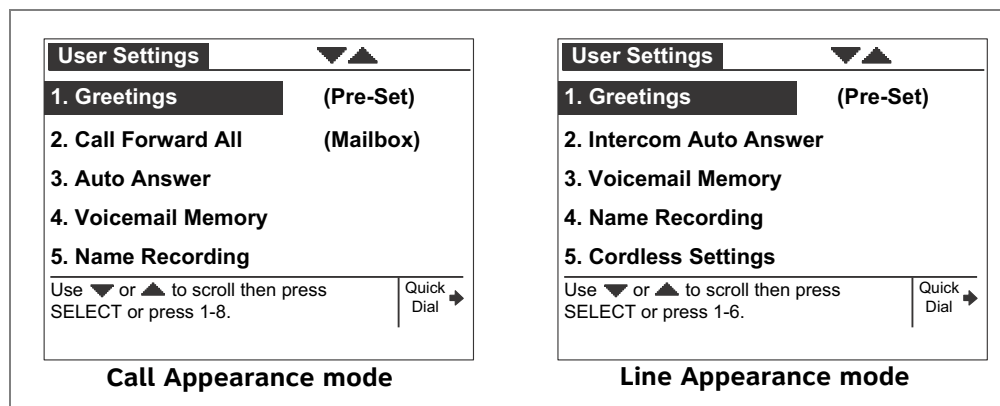 User Settings
1. Greetings (Pre-Set)
2. Call Forward All (Mailbox)
3. Auto Answer
4. Voicemail Memory
5. Name Recording
Use or to scroll then press
SELECT or press 1-8.
Quick
Dial
Call Appearance mode
User Settings
1. Greetings (Pre-Set)
2. Intercom Auto Answer
3. Voicemail Memory
4. Name Recording
5. Cordless Settings
Use or to scroll then press
SELECT or press 1-6.
Quick
Dial
Line Appearance mode